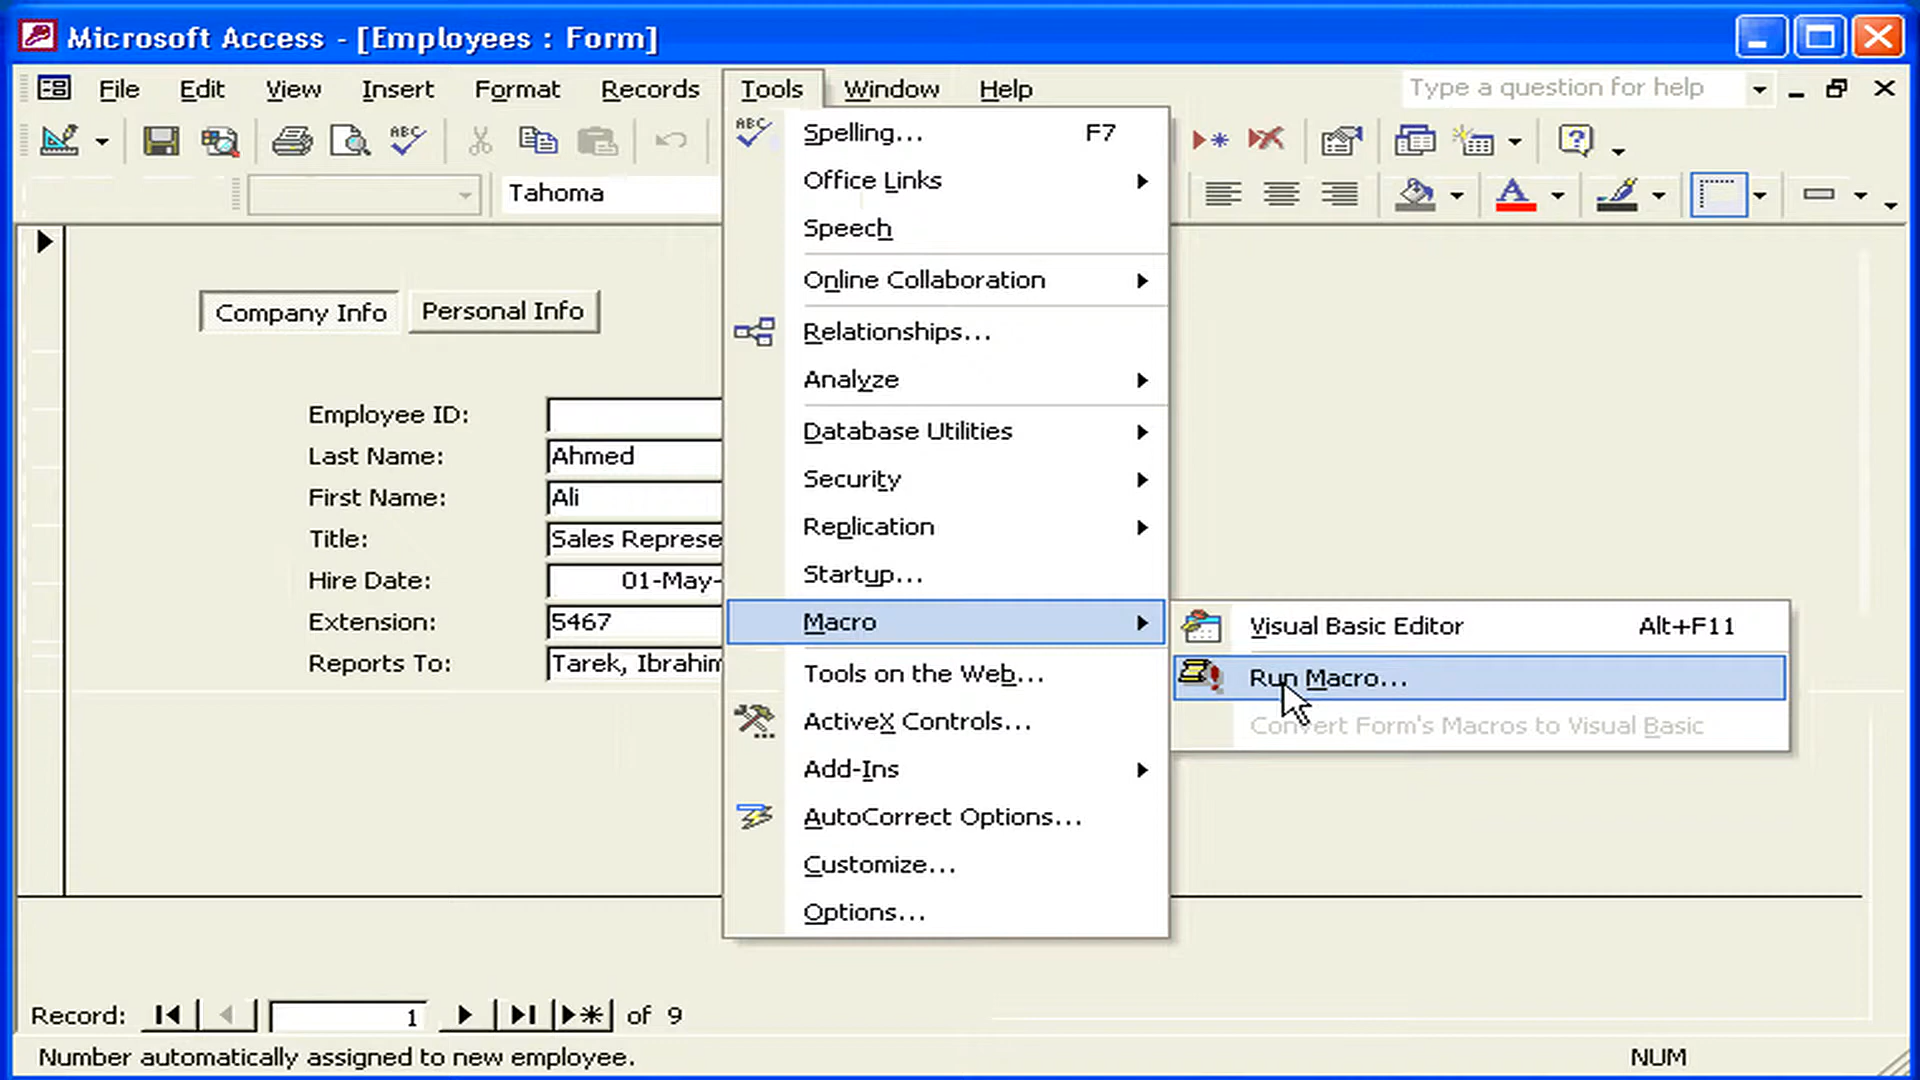 Microsoft Access - [Employees : Form]
File Edit View Insert Format Records Tools Window Help Type a question for help
ABC ABC
Tahoma A
Spelling... F7
Office Links
Speech
Online Collaboration
Relationships...
Analyze
Database Utilities
Security
Replication
Startup...
Macro
Tools on the Web...
ActiveX Controls...
Add-Ins
AutoCorrect Options...
Customize...
Options...
Visual Basic Editor Alt+F11
Run Macro...
Convert Form's Macros to Visual Basic
Company Info Personal Info
Employee ID:
Last Name: Ahmed
First Name: Ali
Title: Sales Represe
Hire Date: 01-May-
Extension: 5467
Reports To: Tarek, Ibrahim
Record: 1 of 9
Number automatically assigned to new employee. NUM